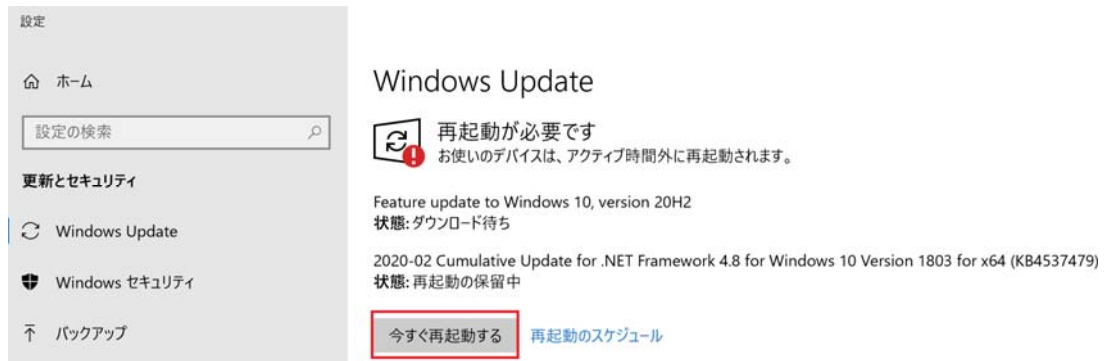 設定
ホーム
設定の検索
更新とセキュリティ
Windows Update
Windows セキュリティ
バックアップ
Windows Update
再起動が必要です
お使いのデバイスは、アクティブ時間外に再起動されます。
Feature update to Windows 10, version 20H2
状態: ダウンロード待ち
2020-02 Cumulative Update for .NET Framework 4.8 for Windows 10 Version 1803 for x64 (KB4537479)
状態: 再起動の保留中
今すぐ再起動する 再起動のスケジュール